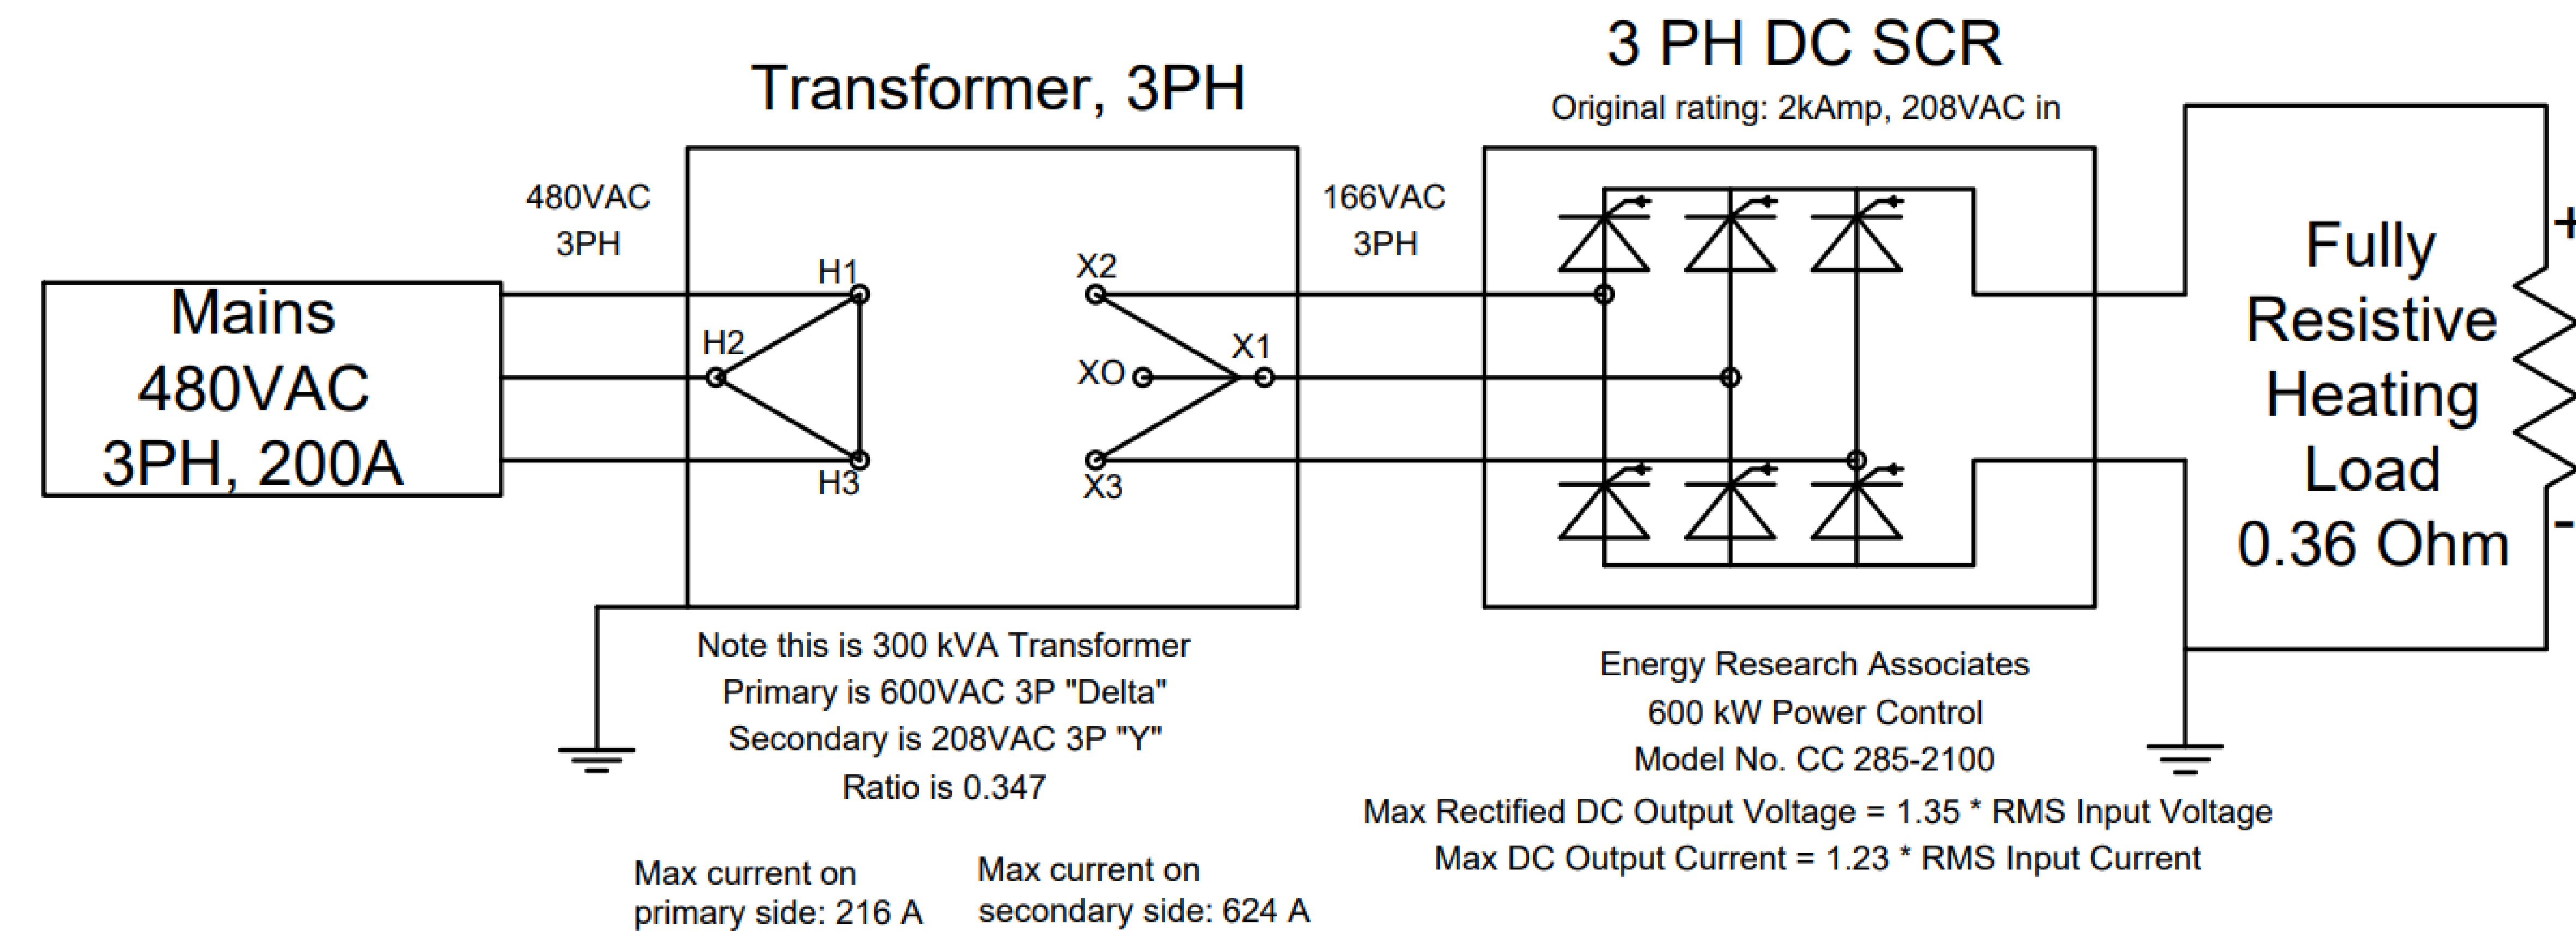 3 PH DC SCR
Original rating: 2kAmp, 208VAC in
Transformer, 3PH
480VAC
3PH
166VAC
3PH
Mains
480VAC
3PH, 200A
H1
H2
H3
X2
XO
X1
X3
Fully
Resistive
Heating
Load
0.36 Ohm
+
-
Note this is 300 kVA Transformer
Primary is 600VAC 3P "Delta"
Secondary is 208VAC 3P "Y"
Ratio is 0.347
Max current on
primary side: 216 A
Max current on
secondary side: 624 A
Energy Research Associates
600 kW Power Control
Model No. CC 285-2100
Max Rectified DC Output Voltage = 1.35 * RMS Input Voltage
Max DC Output Current = 1.23 * RMS Input Current